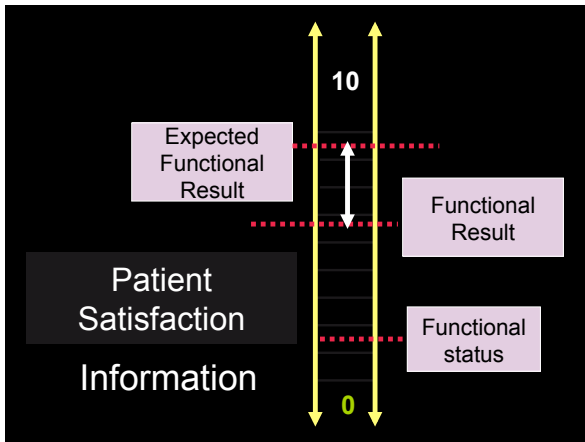 10
Expected
Functional
Result
Functional
Result
Patient
Satisfaction
Functional
status
Information
0